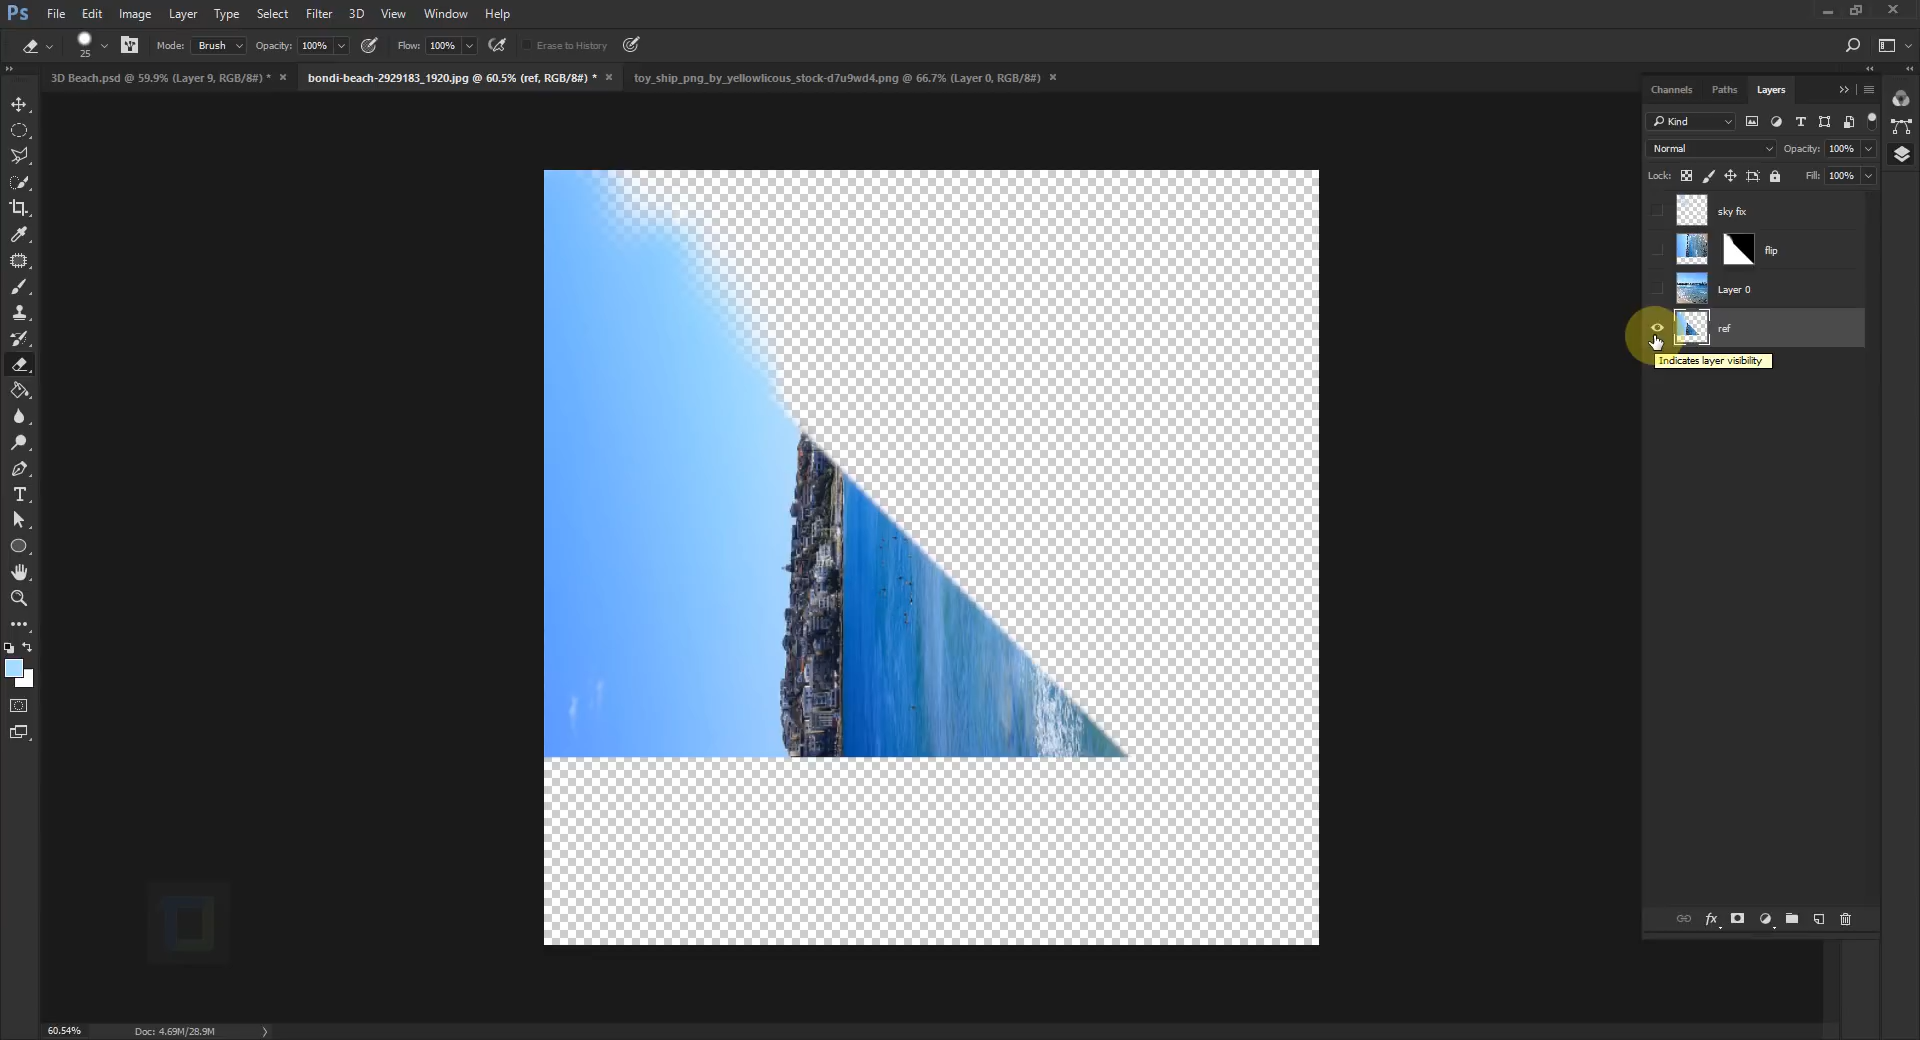 Ps File Edit Image Layer Type Select Filter 3D View Window Help
25 Mode: Brush Opacity: 100% Flow: 100% Erase to History
3D Beach.psd @ 59.9% (Layer 9, RGB/8#) * × bondi-beach-2929183_1920.jpg @ 60.5% (ref, RGB/8#) * × toy_ship_png_by_yellowlicous_stock-d7u9wd4.png @ 66.7% (Layer 0, RGB/8#) ×
Channels Paths Layers
Kind
Normal Opacity: 100%
Lock: Fill: 100%
sky fix
flip
Layer 0
ref
Indicates layer visibility
fx
60.54% Doc: 4.69M/28.9M